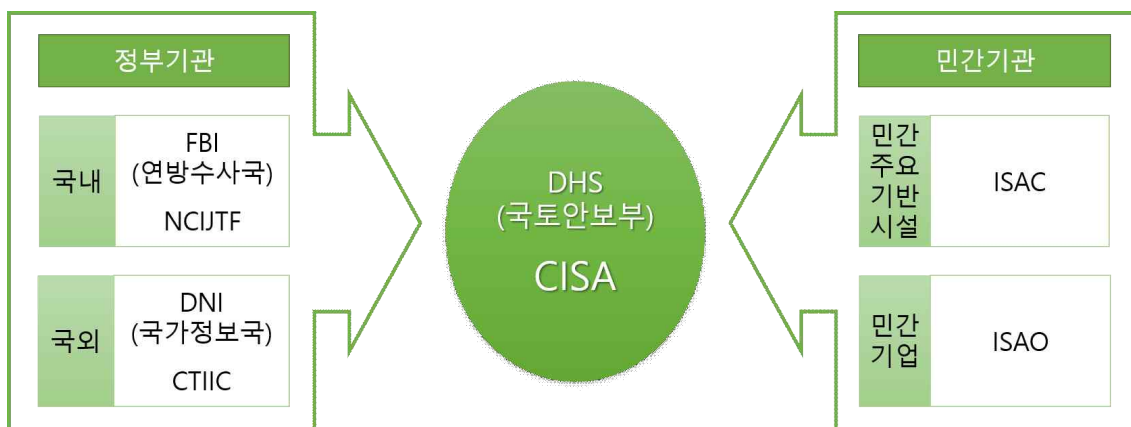 정부기관
국내
FBI
(연방수사국)
NCIJTF
국외
DNI
(국가정보국)
CTIIC
DHS
(국토안보부)
CISA
민간기관
민간
주요
기반
시설
ISAC
민간
기업
ISAO